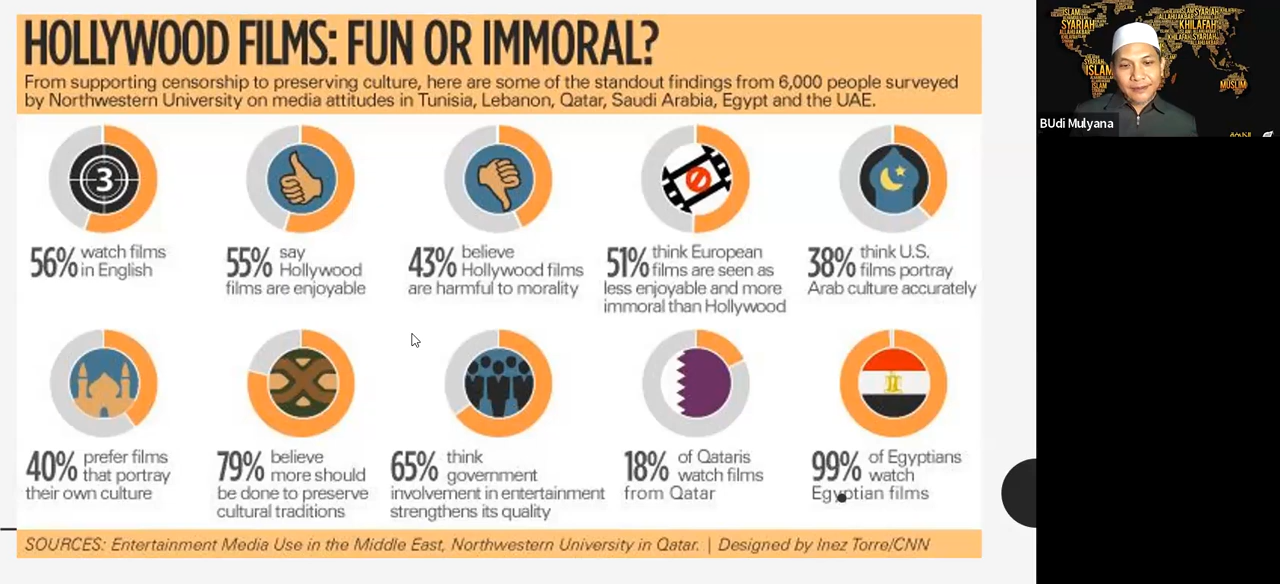 HOLLYWOOD FILMS: FUN OR IMMORAL?
From supporting censorship to preserving culture, here are some of the standout findings from 6,000 people surveyed
by Northwestern University on media attitudes in Tunisia, Lebanon, Qatar, Saudi Arabia, Egypt and the UAE.
3
56% watch films
in English
55% say
Hollywood
films are enjoyable
43% believe
Hollywood films
are harmful to morality
51% think European
films are seen as
less enjoyable and more
immoral than Hollywood
38% think U.S.
films portray
Arab culture accurately
40% prefer films
that portray
their own culture
79% believe
more should
be done to preserve
cultural traditions
65% think
government
involvement in entertainment
strengthens its quality
18% of Qataris
watch films
from Qatar
99% of Egyptians
watch
Egyptian films
SOURCES: Entertainment Media Use in the Middle East, Northwestern University in Qatar. | Designed by Inez Torre/CNN
ISLAM
SYARIAH
ALLAHUAKBAR
KHILAFAH
ISLAM
MUSLIM
BUdi Mulyana